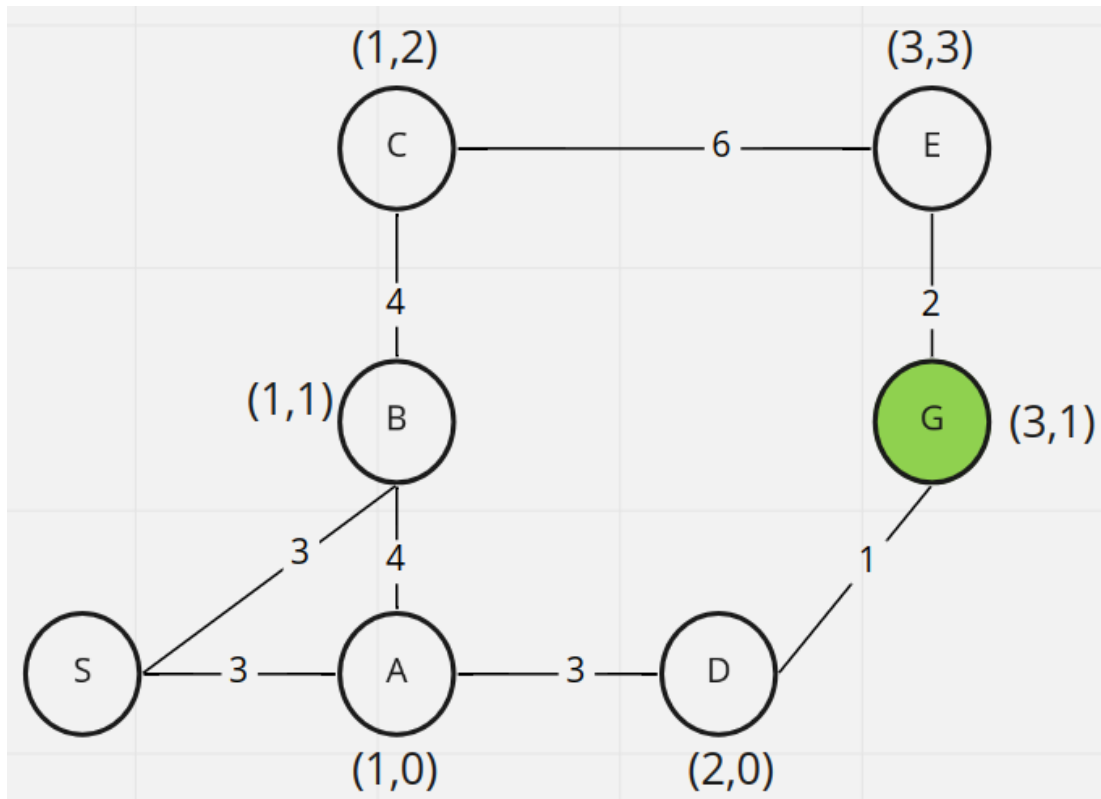 (1,2) (3,3)
C 6 E
4 2
(1,1) B G (3,1)
3 4 1
S 3 A 3 D
(1,0) (2,0)